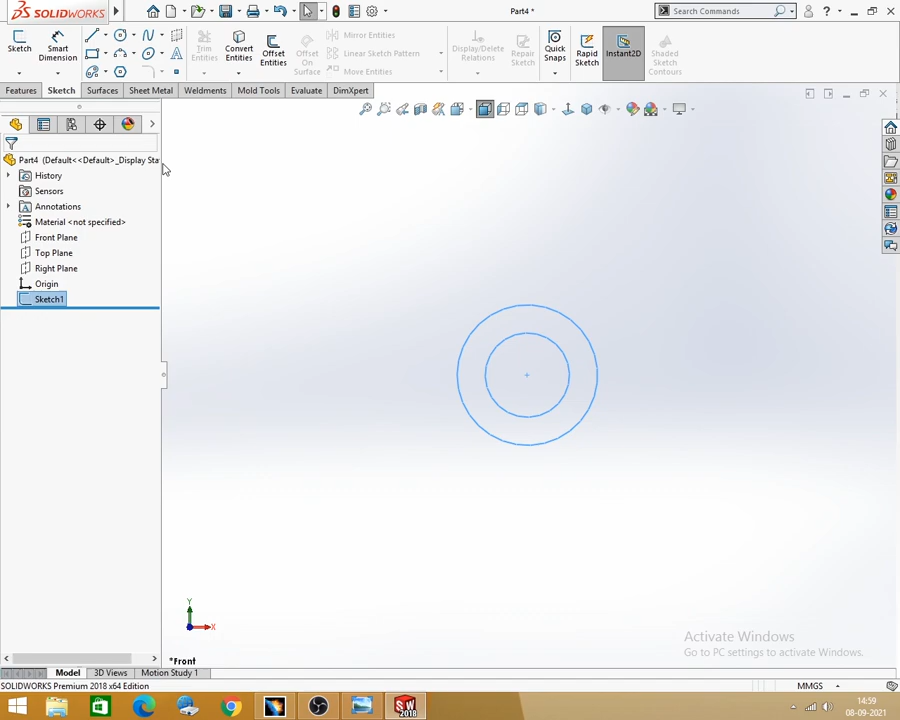 SOLIDWORKS
Part4 *
Search Commands
?
Sketch
Smart Dimension
Trim Entities
Convert Entities
Offset Entities
Offset On Surface
Mirror Entities
Linear Sketch Pattern
Move Entities
Display/Delete Relations
Repair Sketch
Quick Snaps
Rapid Sketch
Instant2D
Shaded Sketch Contours
Features
Sketch
Surfaces
Sheet Metal
Weldments
Mold Tools
Evaluate
DimXpert
Part4 (Default<<Default>_Display Sta
History
Sensors
Annotations
Material <not specified>
Front Plane
Top Plane
Right Plane
Origin
Sketch1
Y
X
*Front
Activate Windows
Go to PC settings to activate Windows.
Model
3D Views
Motion Study 1
SOLIDWORKS Premium 2018 x64 Edition
MMGS
SW
2018
14:59
08-09-2021